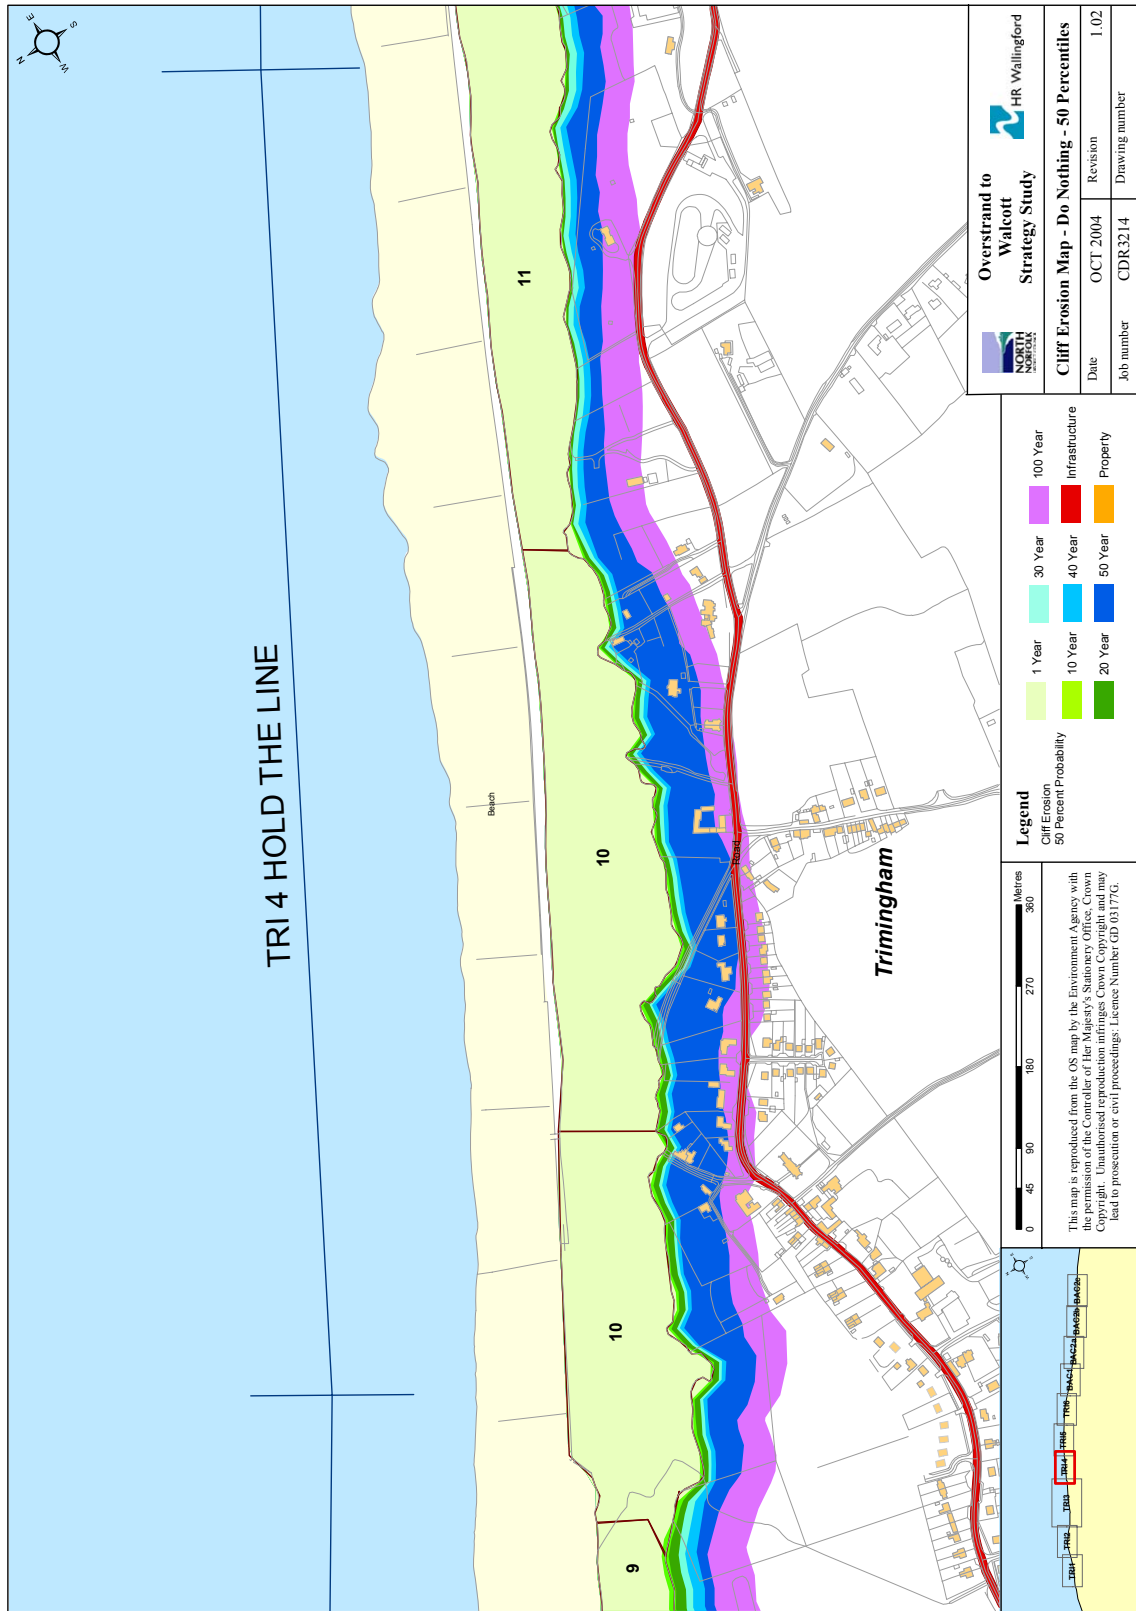 N
E
S
W
TRI 4 HOLD THE LINE
Beach
9
10
10
11
Road
Trimingham
TRI1
TRI2
TRI3
TRI4
TRI5
TRI6
BAC1
BAC2a
BAC2b
BAC2c
0
45
90
180
270
360
Metres
This map is reproduced from the OS map by the Environment Agency with
the permission of the Controller of Her Majesty's Stationery Office, Crown
Copyright. Unauthorised reproduction infringes Crown Copyright and may
lead to prosecution or civil proceedings: Licence Number GD 03177G.
Legend
Cliff Erosion
50 Percent Probability
1 Year
30 Year
100 Year
10 Year
40 Year
Infrastructure
20 Year
50 Year
Property
NORTH
NORFOLK
Overstrand to
Walcott
Strategy Study
HR Wallingford
Cliff Erosion Map - Do Nothing - 50 Percentiles
Date
OCT 2004
Revision
1.02
Job number
CDR3214
Drawing number